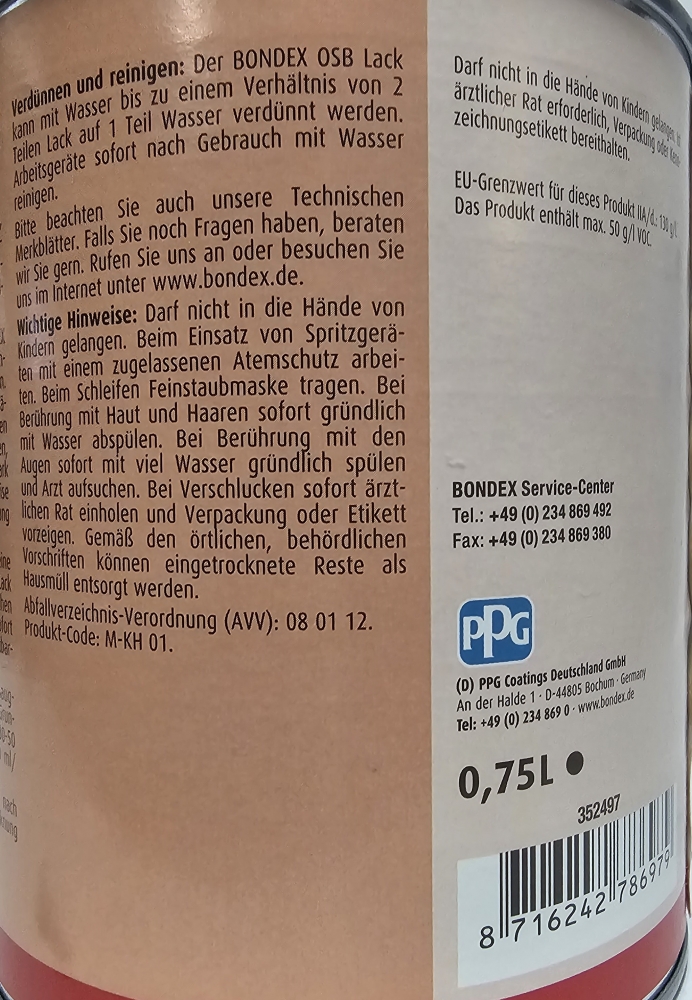 Verdünnen und reinigen: Der BONDEX OSB Lack
kann mit Wasser bis zu einem Verhältnis von 2
Teilen Lack auf 1 Teil Wasser verdünnt werden.
Arbeitsgeräte sofort nach Gebrauch mit Wasser
reinigen.
Bitte beachten Sie auch unsere Technischen
Merkblätter. Falls Sie noch Fragen haben, beraten
wir Sie gern. Rufen Sie uns an oder besuchen Sie
uns im Internet unter www.bondex.de.
Wichtige Hinweise: Darf nicht in die Hände von
Kindern gelangen. Beim Einsatz von Spritzgerä-
ten mit einem zugelassenen Atemschutz arbei-
ten. Beim Schleifen Feinstaubmaske tragen. Bei
Berührung mit Haut und Haaren sofort gründlich
mit Wasser abspülen. Bei Berührung mit den
Augen sofort mit viel Wasser gründlich spülen
und Arzt aufsuchen. Bei Verschlucken sofort ärzt-
lichen Rat einholen und Verpackung oder Etikett
vorzeigen. Gemäß den örtlichen, behördlichen
Vorschriften können eingetrocknete Reste als
Hausmüll entsorgt werden.
Abfallverzeichnis-Verordnung (AVV): 08 01 12.
Produkt-Code: M-KH 01.
Darf nicht in die Hände von Kindern gelangen,
ärztlicher Rat erforderlich, Verpackung oder
zeichnungsetikett bereithalten.
EU-Grenzwert für dieses Produkt IIA/d.: 130 g/l
Das Produkt enthält max. 50 g/l VOC.
BONDEX Service-Center
Tel.: +49 (0) 234 869 492
Fax: +49 (0) 234 869 380
PPG
(D) PPG Coatings Deutschland GmbH
An der Halde 1 · D-44805 Bochum · Germany
Tel: +49 (0) 234 869 0 · www.bondex.de
0,75L
352497
8 716242 786979